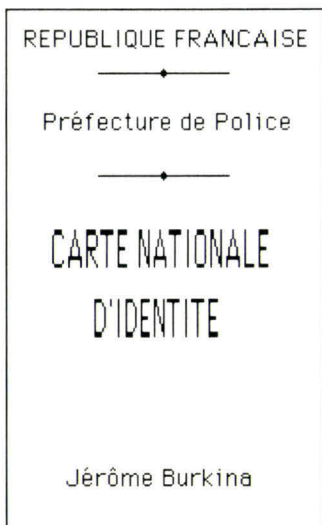 REPUBLIQUE FRANCAISE
Préfecture de Police
CARTE NATIONALE
D'IDENTITE
Jérôme Burkina